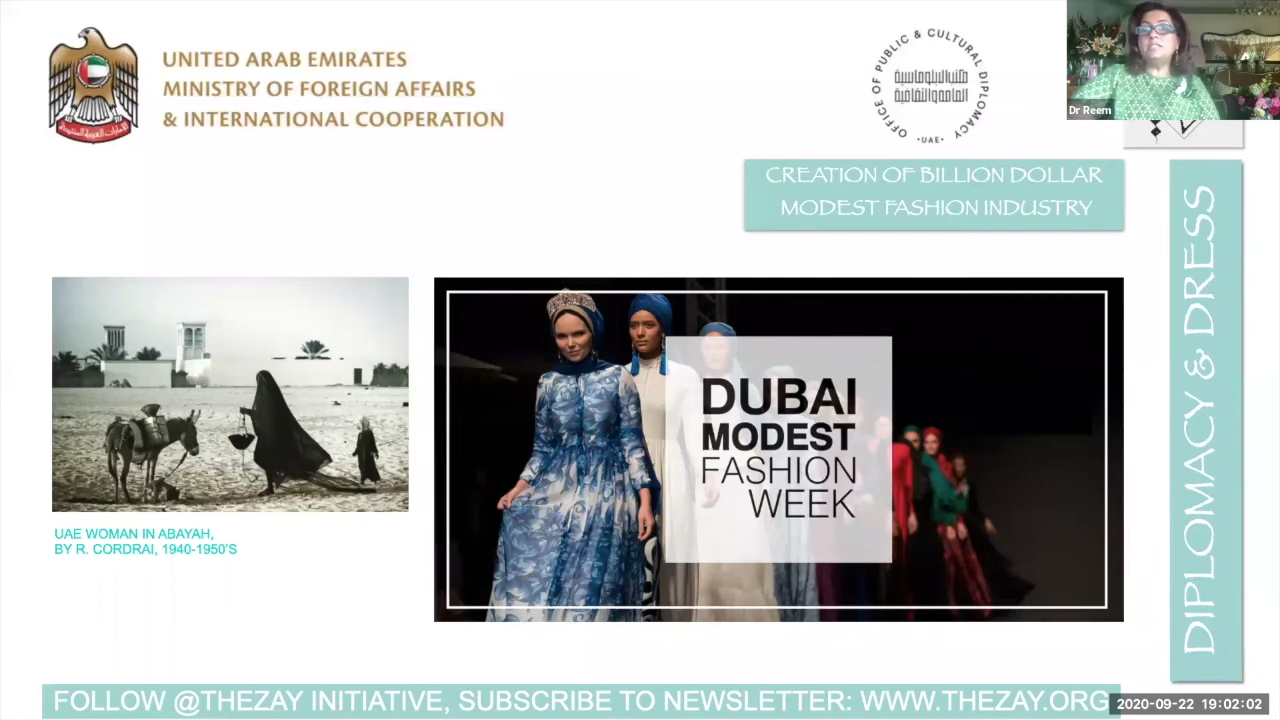 UNITED ARAB EMIRATES
MINISTRY OF FOREIGN AFFAIRS
& INTERNATIONAL COOPERATION
OFFICE OF PUBLIC & CULTURAL DIPLOMACY
•UAE•
Dr Reem
CREATION OF BILLION DOLLAR
MODEST FASHION INDUSTRY
DIPLOMACY & DRESS
DUBAI
MODEST
FASHION
WEEK
UAE WOMAN IN ABAYAH,
BY R. CORDRAI, 1940-1950'S
FOLLOW @THEZAY INITIATIVE, SUBSCRIBE TO NEWSLETTER: WWW.THEZAY.ORG
2020-09-22 19:02:02